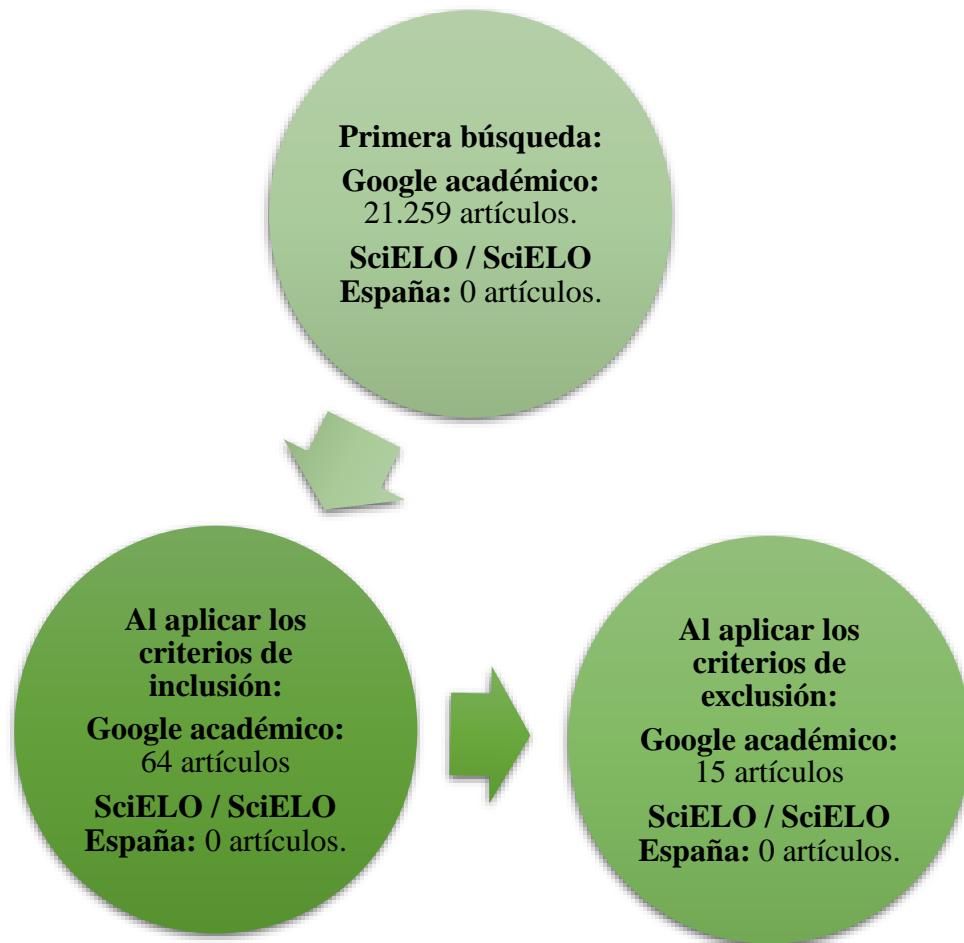 Primera búsqueda:
Google académico:
21.259 artículos.
SciELO / SciELO
España: 0 artículos.
Al aplicar los
criterios de
inclusión:
Google académico:
64 artículos
SciELO / SciELO
España: 0 artículos.
Al aplicar los
criterios de
exclusión:
Google académico:
15 artículos
SciELO / SciELO
España: 0 artículos.